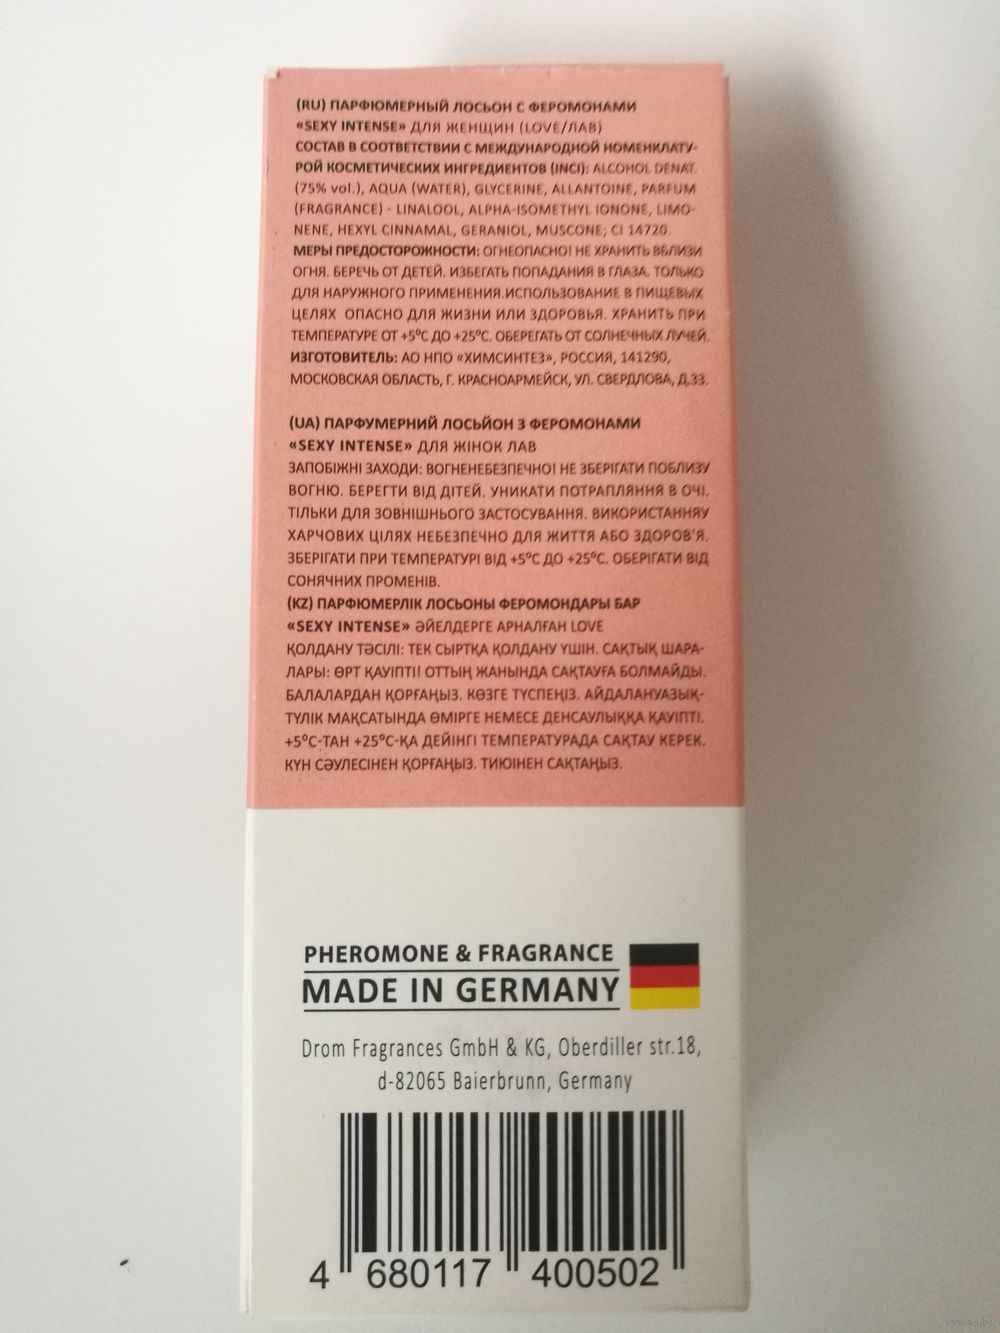 (RU) ПАРФЮМЕРНЫЙ ЛОСЬОН С ФЕРОМОНАМИ
«SEXY INTENSE» ДЛЯ ЖЕНЩИН (LOVE/ЛАВ)
СОСТАВ В СООТВЕТСТВИИ С МЕЖДУНАРОДНОЙ НОМЕНКЛАТУ-
РОЙ КОСМЕТИЧЕСКИХ ИНГРЕДИЕНТОВ (INCI): ALCOHOL DENAT.
(75% vol.), AQUA (WATER), GLYCERINE, ALLANTOINE, PARFUM
(FRAGRANCE) - LINALOOL, ALPHA-ISOMETHYL IONONE, LIMO-
NENE, HEXYL CINNAMAL, GERANIOL, MUSCONE; CI 14720.
МЕРЫ ПРЕДОСТОРОЖНОСТИ: ОГНЕОПАСНО! НЕ ХРАНИТЬ ВБЛИЗИ
ОГНЯ. БЕРЕЧЬ ОТ ДЕТЕЙ. ИЗБЕГАТЬ ПОПАДАНИЯ В ГЛАЗА. ТОЛЬКО
ДЛЯ НАРУЖНОГО ПРИМЕНЕНИЯ.ИСПОЛЬЗОВАНИЕ В ПИЩЕВЫХ
ЦЕЛЯХ ОПАСНО ДЛЯ ЖИЗНИ ИЛИ ЗДОРОВЬЯ. ХРАНИТЬ ПРИ
ТЕМПЕРАТУРЕ ОТ +5°С ДО +25°С. ОБЕРЕГАТЬ ОТ СОЛНЕЧНЫХ ЛУЧЕЙ.
ИЗГОТОВИТЕЛЬ: АО НПО «ХИМСИНТЕЗ», РОССИЯ, 141290,
МОСКОВСКАЯ ОБЛАСТЬ, Г. КРАСНОАРМЕЙСК, УЛ. СВЕРДЛОВА, Д.33.
(UA) ПАРФУМЕРНИЙ ЛОСЬЙОН З ФЕРОМОНАМИ
«SEXY INTENSE» ДЛЯ ЖІНОК ЛАВ
ЗАПОБІЖНІ ЗАХОДИ: ВОГНЕНЕБЕЗПЕЧНО! НЕ ЗБЕРІГАТИ ПОБЛИЗУ
ВОГНЮ. БЕРЕГТИ ВІД ДІТЕЙ. УНИКАТИ ПОТРАПЛЯННЯ В ОЧІ.
ТІЛЬКИ ДЛЯ ЗОВНІШНЬОГО ЗАСТОСУВАННЯ. ВИКОРИСТАННЯУ
ХАРЧОВИХ ЦІЛЯХ НЕБЕЗПЕЧНО ДЛЯ ЖИТТЯ АБО ЗДОРОВ'Я.
ЗБЕРІГАТИ ПРИ ТЕМПЕРАТУРІ ВІД +5°С ДО +25°С. ОБЕРІГАТИ ВІД
СОНЯЧНИХ ПРОМЕНІВ.
(KZ) ПАРФЮМЕРЛІК ЛОСЬОНЫ ФЕРОМОНДАРЫ БАР
«SEXY INTENSE» ӘЙЕЛДЕРГЕ АРНАЛҒАН LOVE
ҚОЛДАНУ ТӘСІЛІ: ТЕК СЫРТҚА ҚОЛДАНУ ҮШІН. САҚТЫҚ ШАРА-
ЛАРЫ: ӨРТ ҚАУІПТІ! ОТТЫҢ ЖАНЫНДА САҚТАУҒА БОЛМАЙДЫ.
БАЛАЛАРДАН ҚОРҒАҢЫЗ. КӨЗГЕ ТҮСПЕҢІЗ. АЙДАЛАНУАЗЫҚ-
ТҮЛІК МАҚСАТЫНДА ӨМІРГЕ НЕМЕСЕ ДЕНСАУЛЫҚҚА ҚАУІПТІ.
+5°С-ТАН +25°С-ҚА ДЕЙІНГІ ТЕМПЕРАТУРАДА САҚТАУ КЕРЕК.
КҮН СӘУЛЕСІНЕН ҚОРҒАҢЫЗ. ТИЮІНЕН САҚТАҢЫЗ.
PHEROMONE & FRAGRANCE
MADE IN GERMANY
Drom Fragrances GmbH & KG, Oberdiller str.18,
d-82065 Baierbrunn, Germany
4 680117 400502
www.ay.by